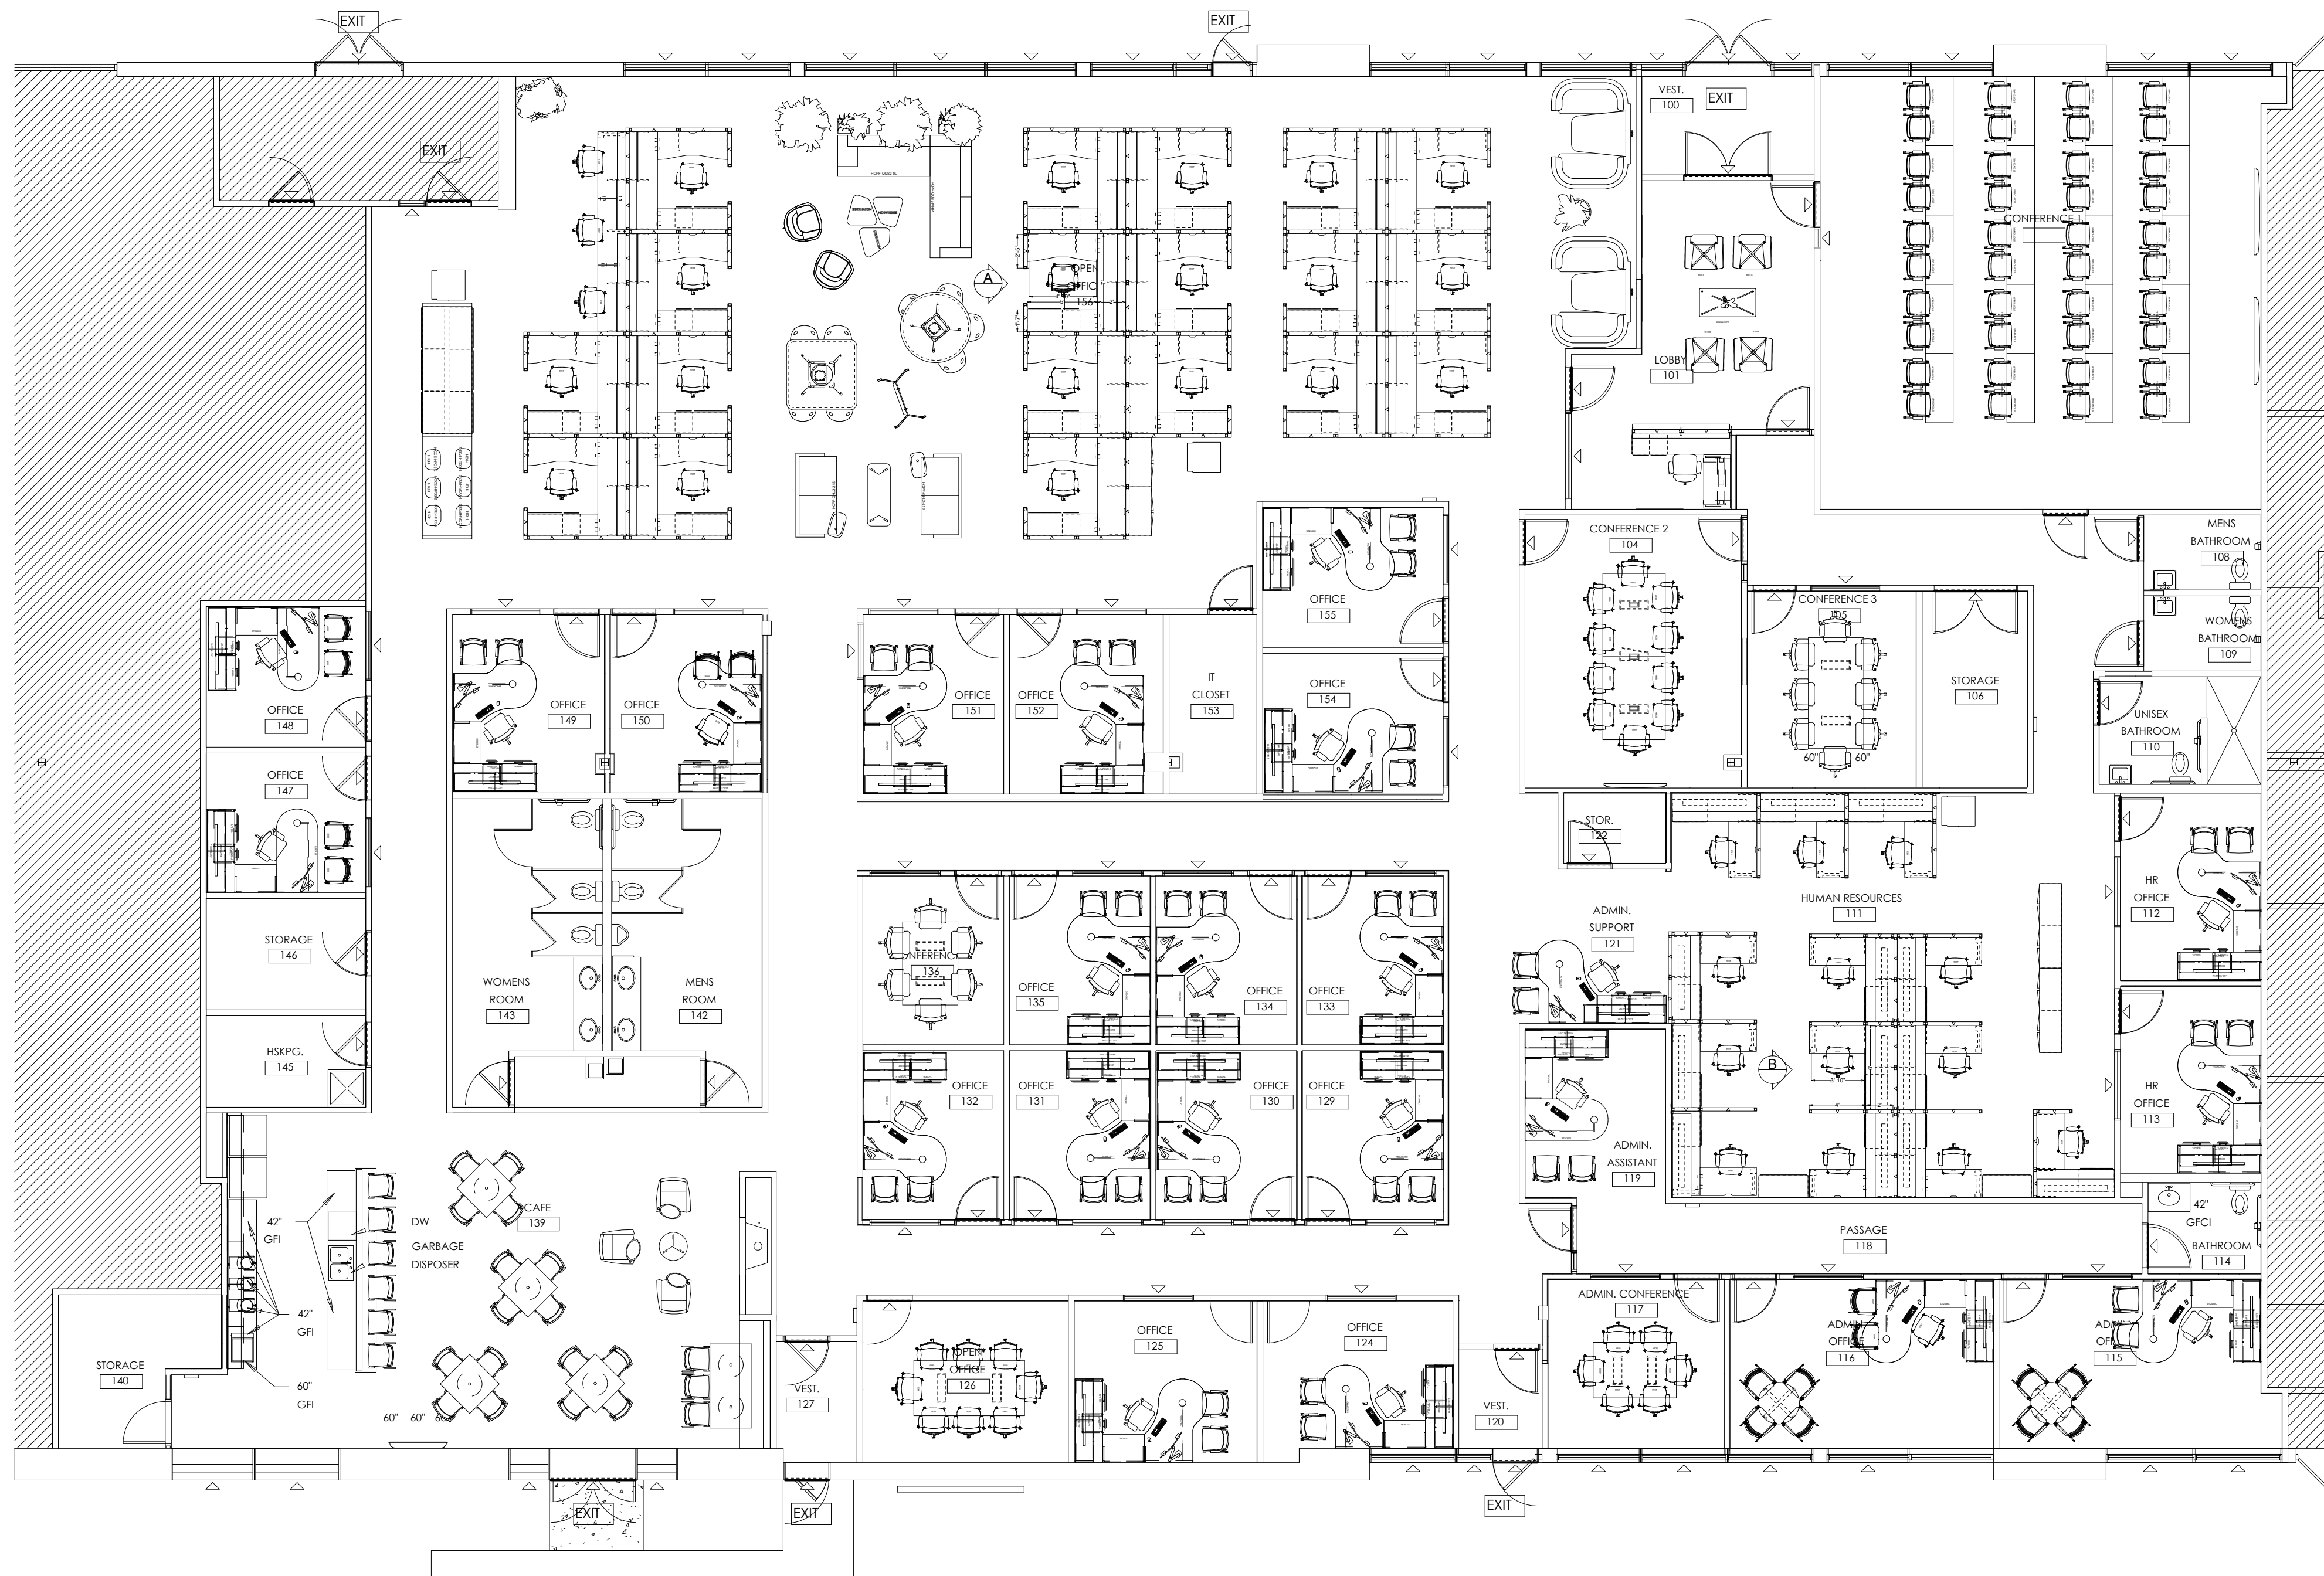 EXIT
EXIT
EXIT
EXIT
VEST.
100
CONFERENCE 1
A
OPEN
OFFIC
156
LOBBY
101
CONFERENCE 2
104
MENS
BATHROOM
108
CONFERENCE 3
105
WOMENS
BATHROOM
109
STORAGE
106
UNISEX
BATHROOM
110
60"
60"
OFFICE
155
OFFICE
154
IT
CLOSET
153
OFFICE
152
OFFICE
151
OFFICE
150
OFFICE
149
OFFICE
148
OFFICE
147
STORAGE
146
HSKPG.
145
WOMENS
ROOM
143
MENS
ROOM
142
CONFERENCE
136
OFFICE
135
OFFICE
134
OFFICE
133
OFFICE
132
OFFICE
131
OFFICE
130
OFFICE
129
STOR.
122
ADMIN.
SUPPORT
121
HUMAN RESOURCES
111
HR
OFFICE
112
B
3'-10"
HR
OFFICE
113
ADMIN.
ASSISTANT
119
PASSAGE
118
42"
GFCI
BATHROOM
114
CAFE
139
DW
GARBAGE
DISPOSER
42"
GFI
42"
GFI
60"
GFI
60"
60"
60"
STORAGE
140
VEST.
127
OPEN
OFFICE
126
OFFICE
125
OFFICE
124
VEST.
120
ADMIN. CONFERENCE
117
ADMIN
OFFICE
116
115
EXIT
EXIT
EXIT